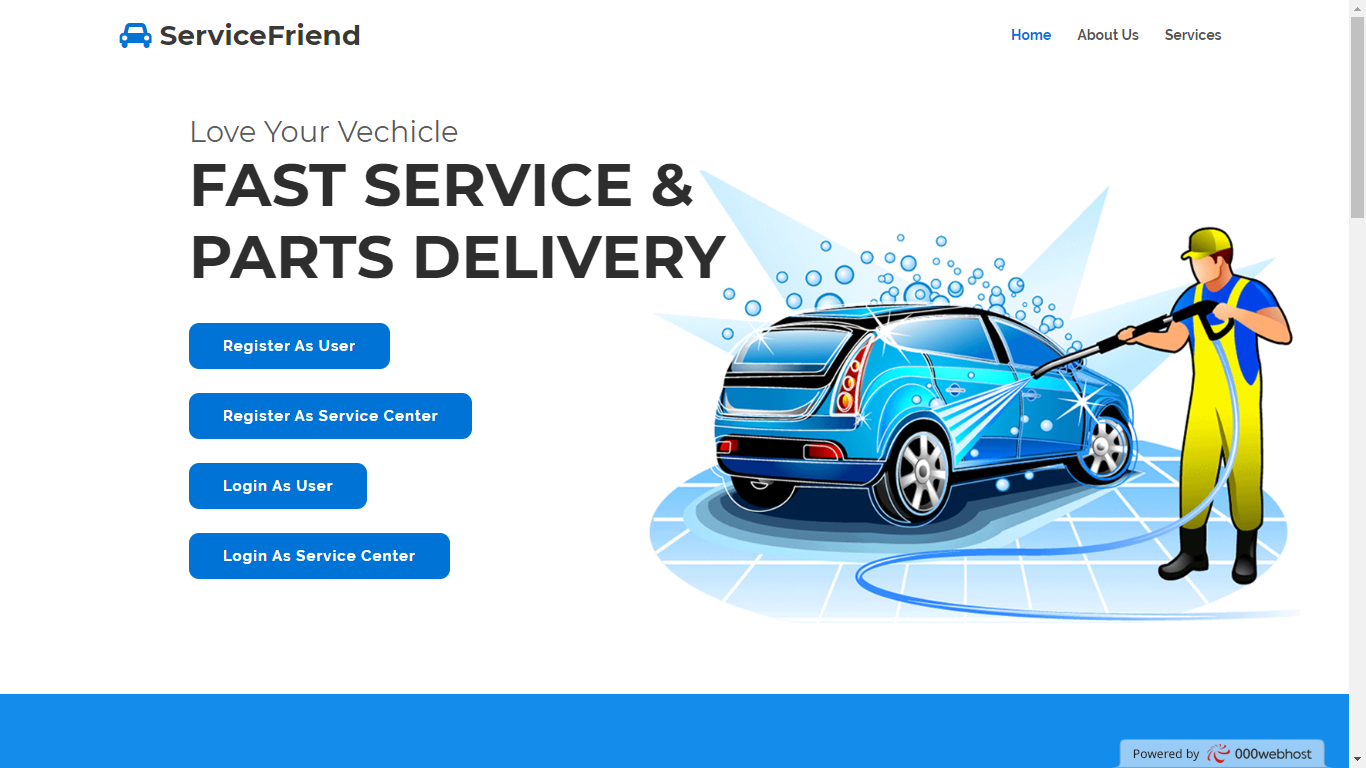 ServiceFriend
Home About Us Services
Love Your Vechicle
FAST SERVICE &
PARTS DELIVERY
Register As User
Register As Service Center
Login As User
Login As Service Center
Powered by 000webhost